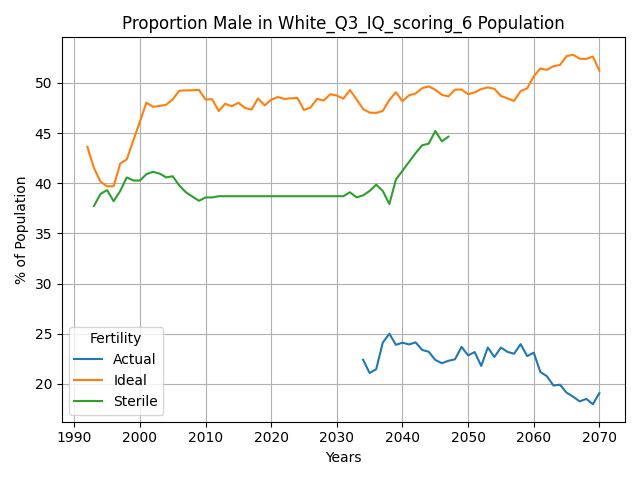 Proportion Male in White_Q3_IQ_scoring_6 Population
% of Population
50
45
40
35
30
25
20
Fertility
Actual
Ideal
Sterile
1990 2000 2010 2020 2030 2040 2050 2060 2070
Years